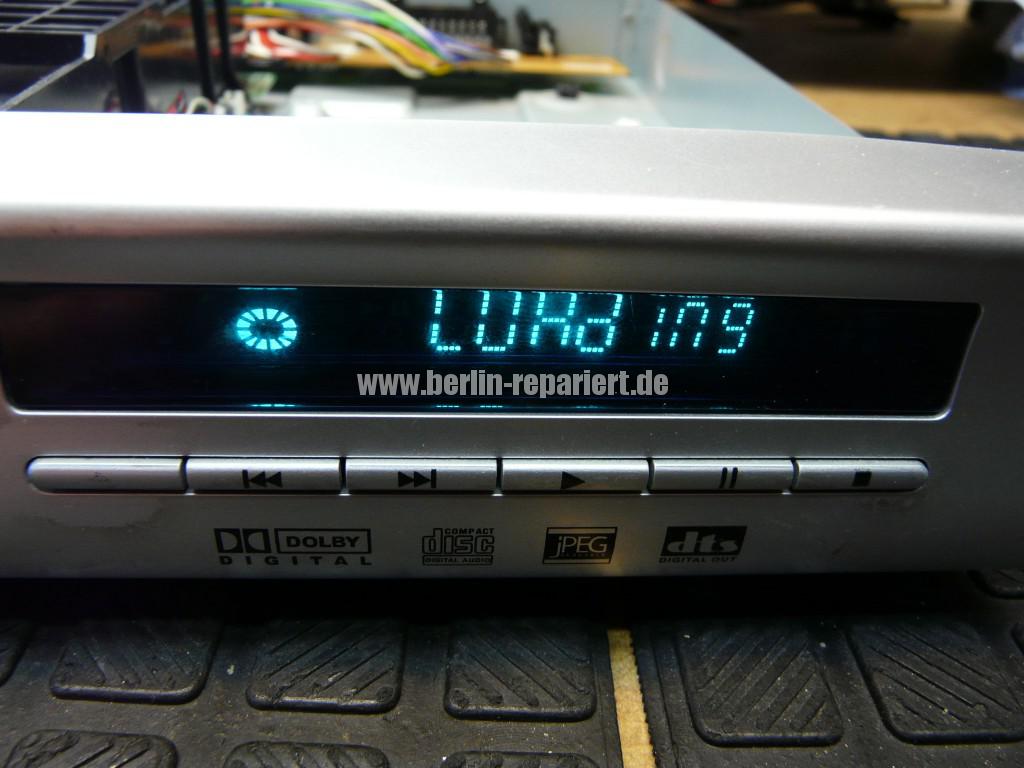 LOAding
www.berlin-repariert.de
DOLBY
DIGITAL
COMPACT
disc
DIGITAL AUDIO
JPEG
dts
DIGITAL OUT